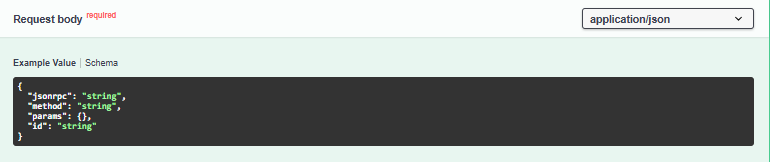 Request body required
application/json
Example Value | Schema
{
  "jsonrpc": "string",
  "method": "string",
  "params": {},
  "id": "string"
}